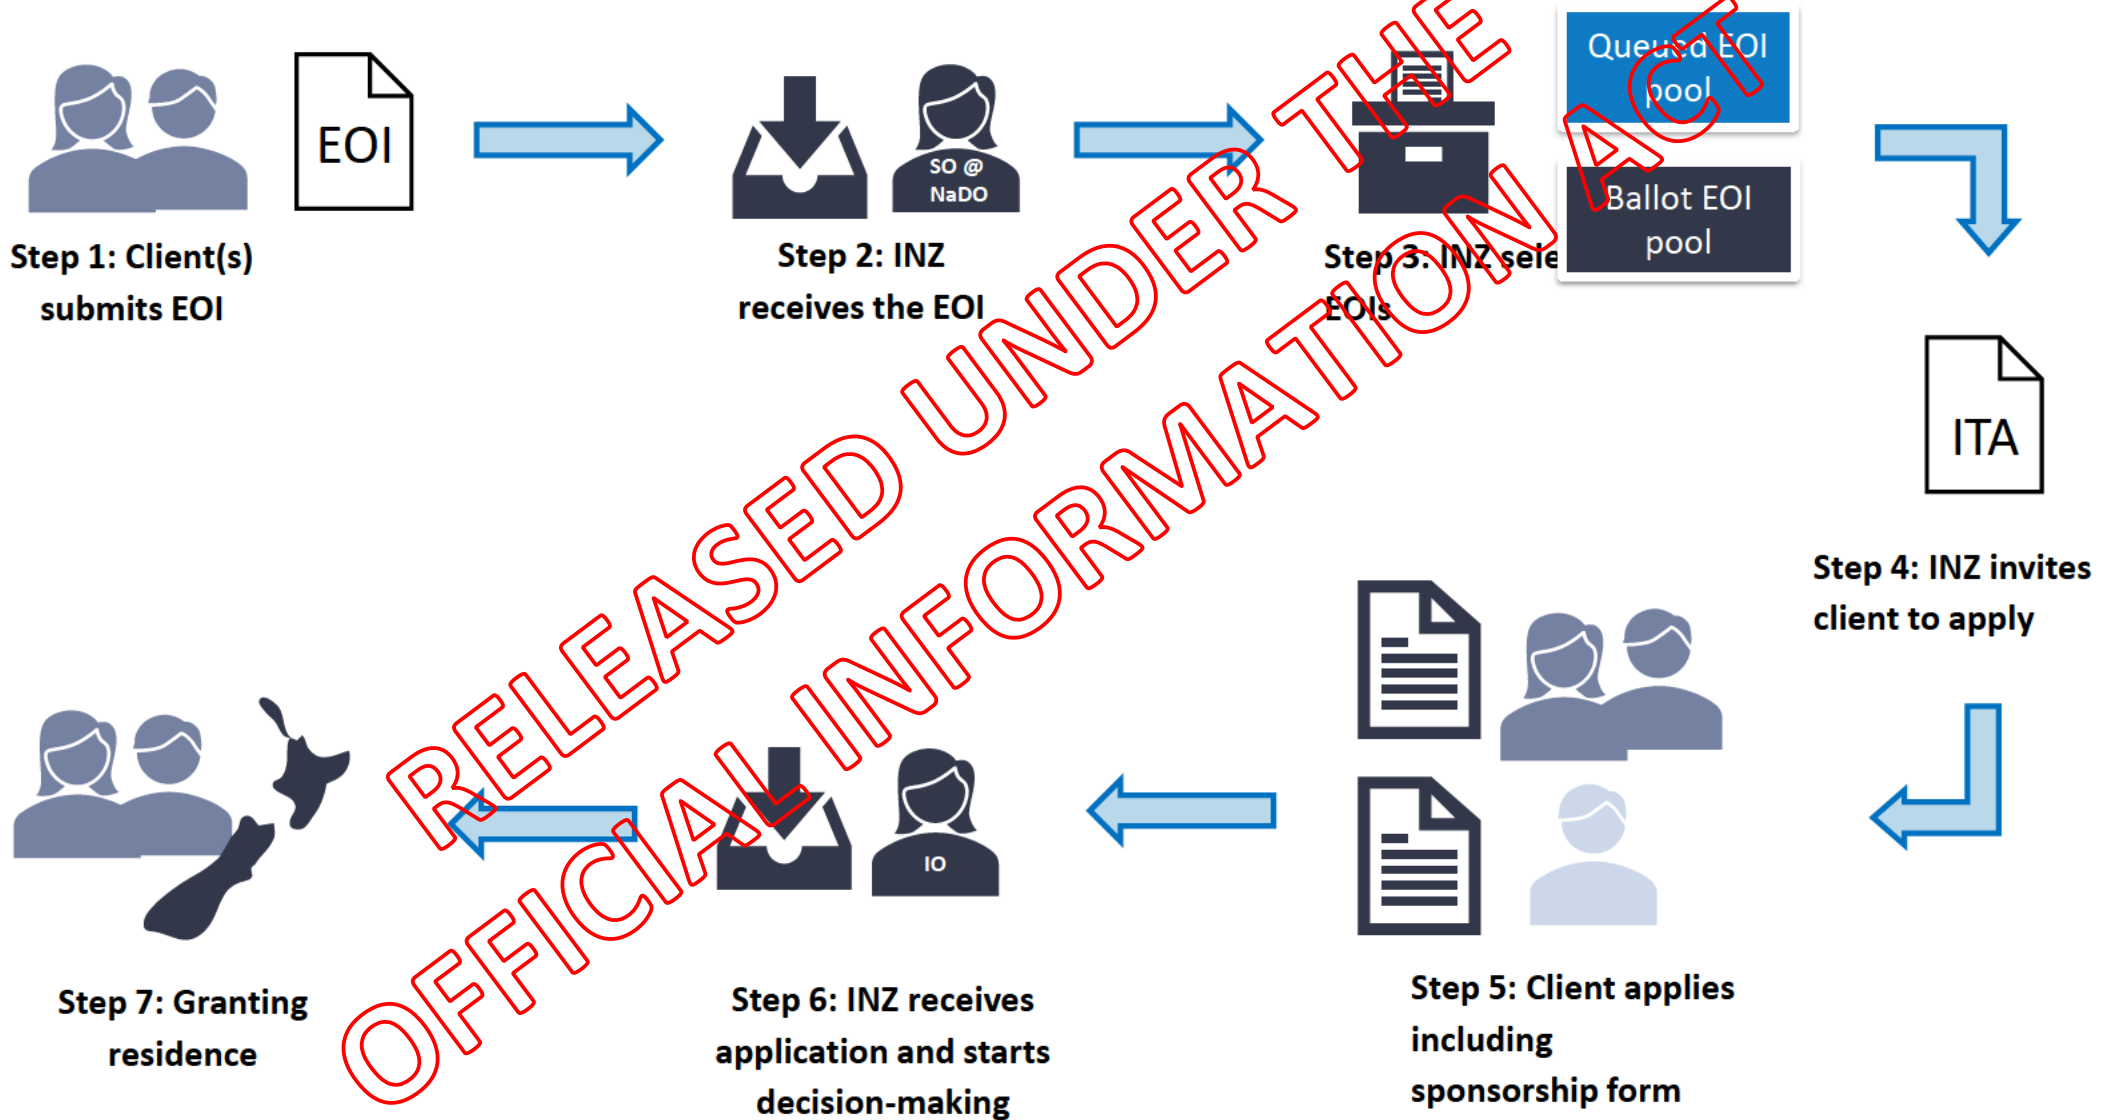 EOI
Step 1: Client(s)
submits EOI
SO @
NaDO
Step 2: INZ
receives the EOI
Queued EOI
pool
Ballot EOI
pool
Step 3: INZ sele
EOIs
ITA
Step 4: INZ invites
client to apply
Step 5: Client applies
including
sponsorship form
IO
Step 6: INZ receives
application and starts
decision-making
Step 7: Granting
residence
RELEASED UNDER THE
OFFICIAL INFORMATION ACT